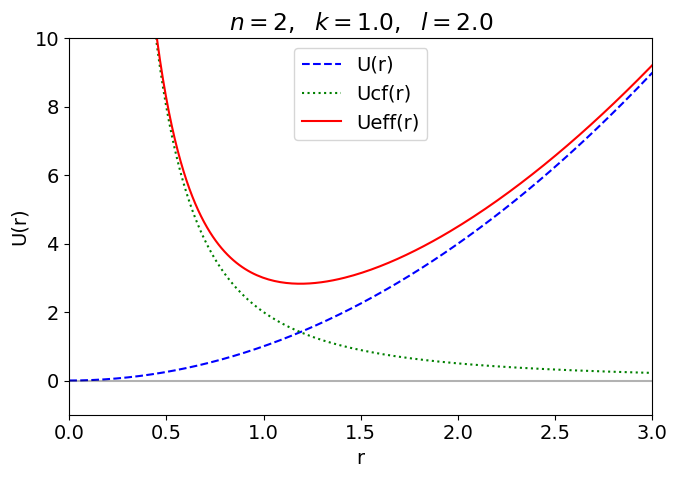 n = 2, k = 1.0, l = 2.0
U(r)
Ucf(r)
Ueff(r)
U(r)
10
8
6
4
2
0
0.0 0.5 1.0 1.5 2.0 2.5 3.0
r